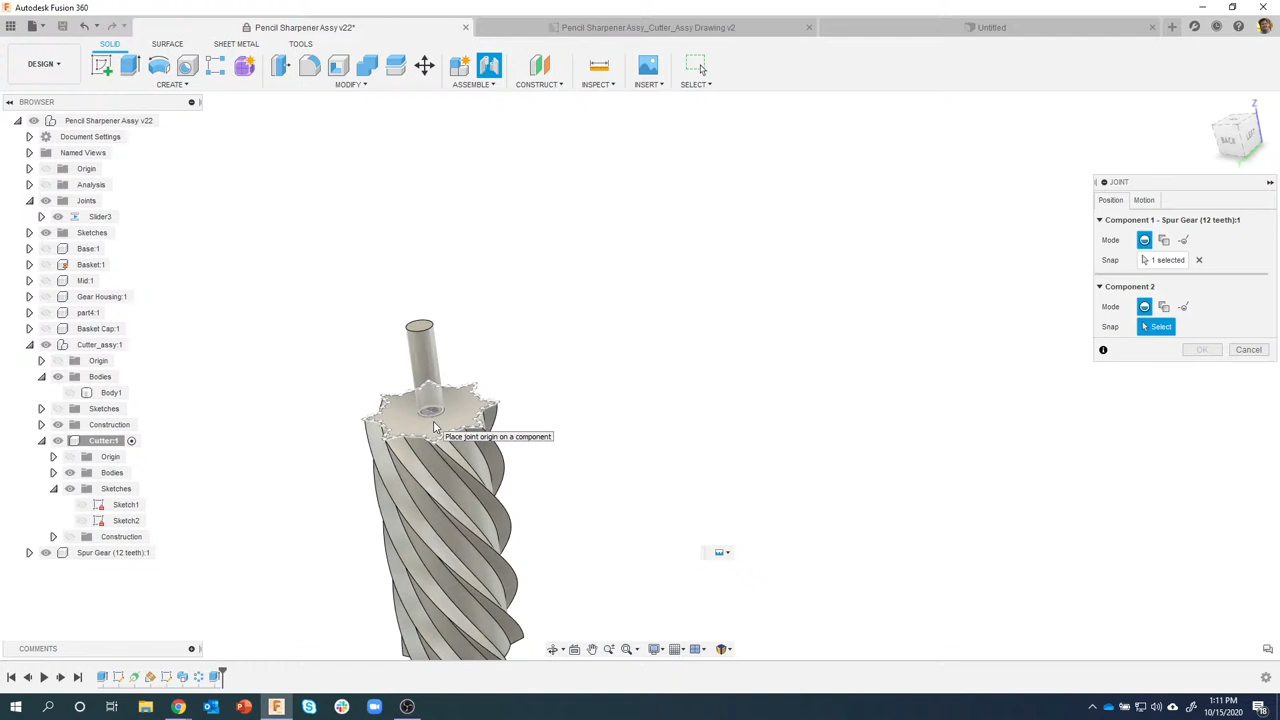 Autodesk Fusion 360
Pencil Sharpener Assy v22*
Pencil Sharpener Assy_Cutter_Assy Drawing v2
Untitled
SOLID
SURFACE
SHEET METAL
TOOLS
DESIGN
CREATE
MODIFY
ASSEMBLE
CONSTRUCT
INSPECT
INSERT
SELECT
BROWSER
Pencil Sharpener Assy v22
Document Settings
Named Views
Origin
Analysis
Joints
Slider3
Sketches
Base:1
Basket:1
Mid:1
Gear Housing:1
part4:1
Basket Cap:1
Cutter_assy:1
Origin
Bodies
Body1
Sketches
Construction
Cutter:1
Origin
Bodies
Sketches
Sketch1
Sketch2
Construction
Spur Gear (12 teeth):1
Z
BACK
LEFT
JOINT
Position
Motion
Component 1 - Spur Gear (12 teeth):1
Mode
Snap
1 selected
Component 2
Mode
Snap
Select
OK
Cancel
Place joint origin on a component
COMMENTS
1:11 PM
10/15/2020
18